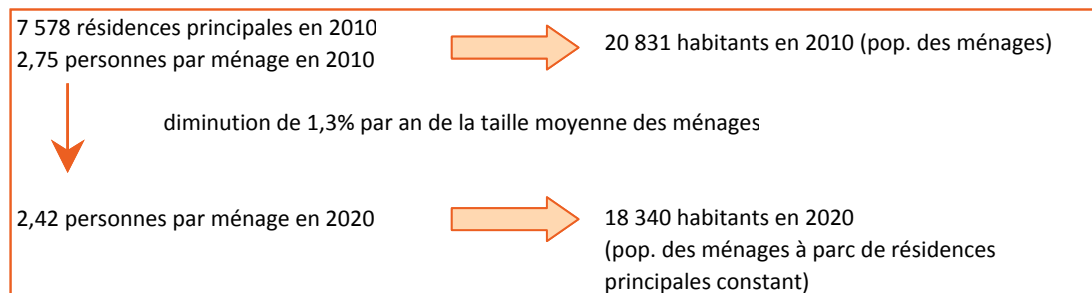 7 578 résidences principales en 2010
2,75 personnes par ménage en 2010
20 831 habitants en 2010 (pop. des ménages)
diminution de 1,3% par an de la taille moyenne des ménages
2,42 personnes par ménage en 2020
18 340 habitants en 2020
(pop. des ménages à parc de résidences
principales constant)